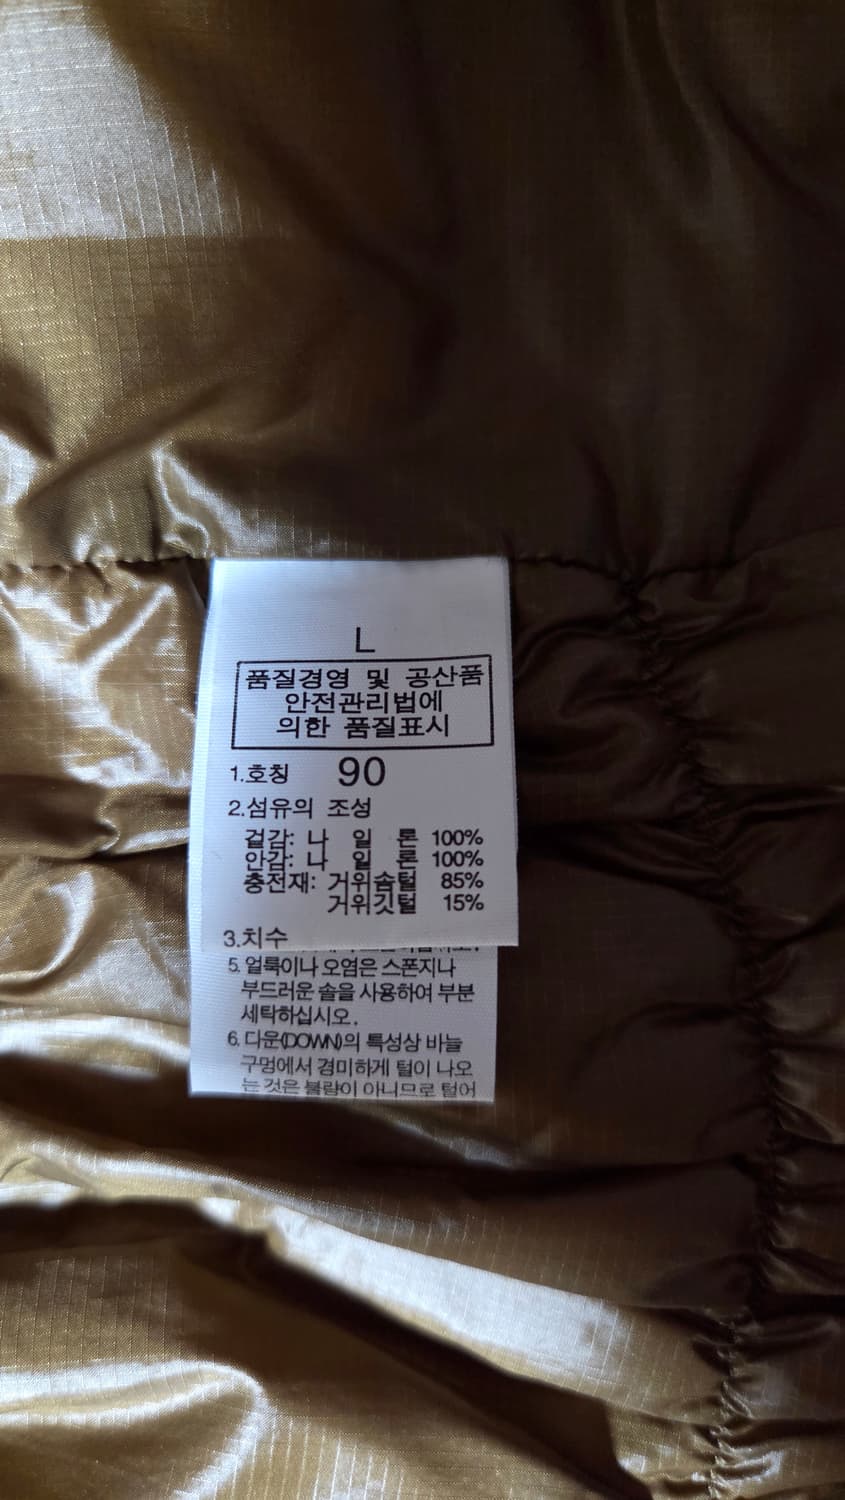 L
품질경영 및 공산품
안전관리법에
의한 품질표시
1.호칭 90
2.섬유의 조성
겉감: 나 일 론 100%
안감: 나 일 론 100%
충전재: 거위솜털 85%
거위깃털 15%
3.치수
5. 얼룩이나 오염은 스폰지나
부드러운 솔을 사용하여 부분
세탁하십시오.
6. 다운(DOWN)의 특성상 바늘
구멍에서 경미하게 털이 나오
는 것은 불량이 아니므로 털어